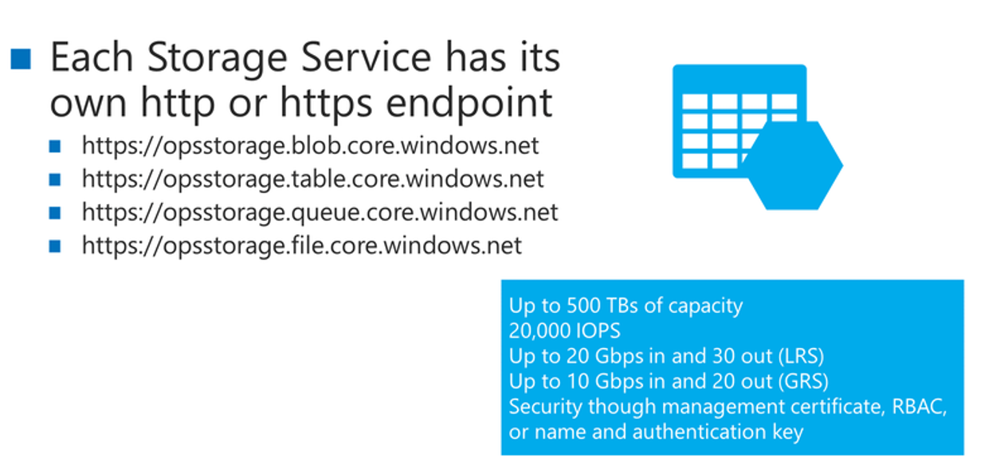 Each Storage Service has its
own http or https endpoint
https://opsstorage.blob.core.windows.net
https://opsstorage.table.core.windows.net
https://opsstorage.queue.core.windows.net
https://opsstorage.file.core.windows.net
Up to 500 TBs of capacity
20,000 IOPS
Up to 20 Gbps in and 30 out (LRS)
Up to 10 Gbps in and 20 out (GRS)
Security though management certificate, RBAC,
or name and authentication key